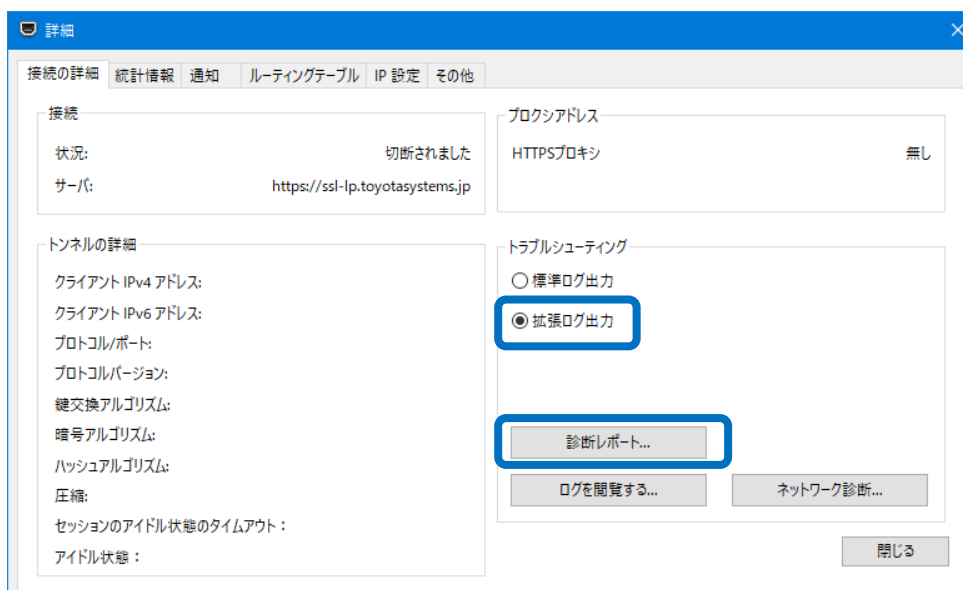 詳細
接続の詳細 統計情報 通知 ルーティングテーブル IP 設定 その他
接続
状況: 切断されました
サーバ: https://ssl-lp.toyotasystems.jp
プロクシアドレス
HTTPSプロキシ 無し
トンネルの詳細
クライアント IPv4 アドレス:
クライアント IPv6 アドレス:
プロトコル/ポート:
プロトコルバージョン:
鍵交換アルゴリズム:
暗号アルゴリズム:
ハッシュアルゴリズム:
圧縮:
セッションのアイドル状態のタイムアウト：
アイドル状態：
トラブルシューティング
標準ログ出力
拡張ログ出力
診断レポート...
ログを閲覧する... ネットワーク診断...
閉じる